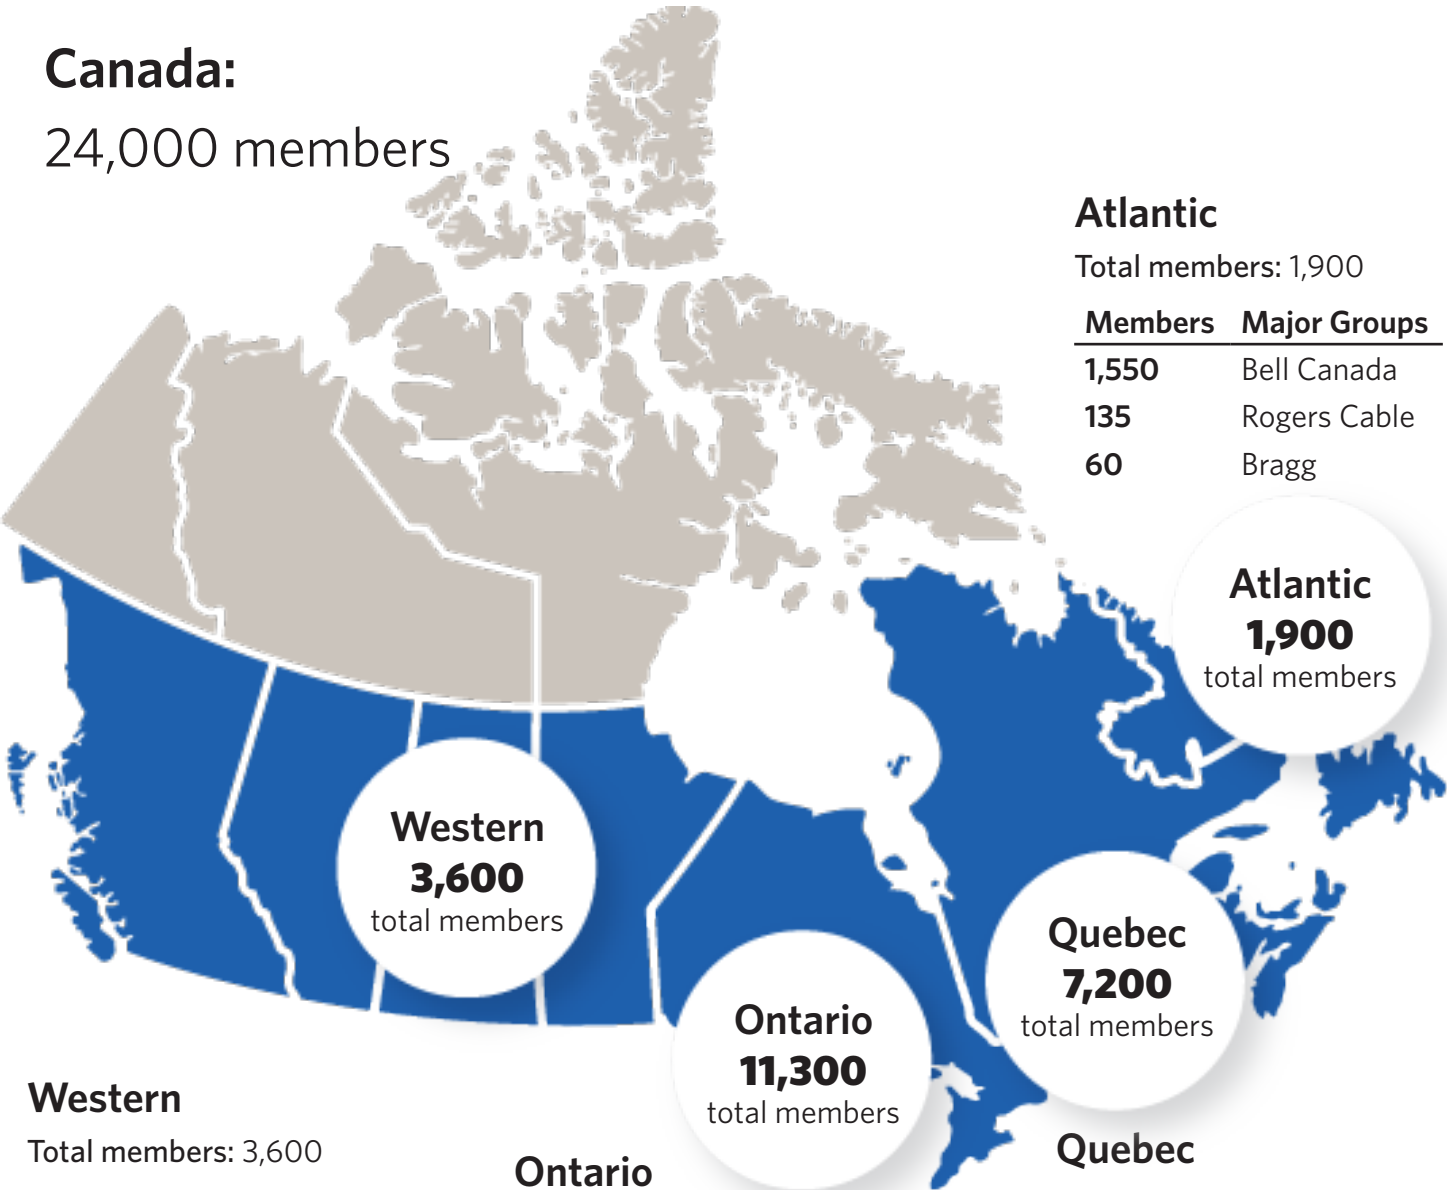 Canada:
24,000 members
Atlantic
Total members: 1,900
Members Major Groups
1,550 Bell Canada
135 Rogers Cable
60 Bragg
Atlantic
1,900
total members
Western
3,600
total members
Quebec
7,200
total members
Ontario
11,300
total members
Western
Total members: 3,600
Ontario
Quebec